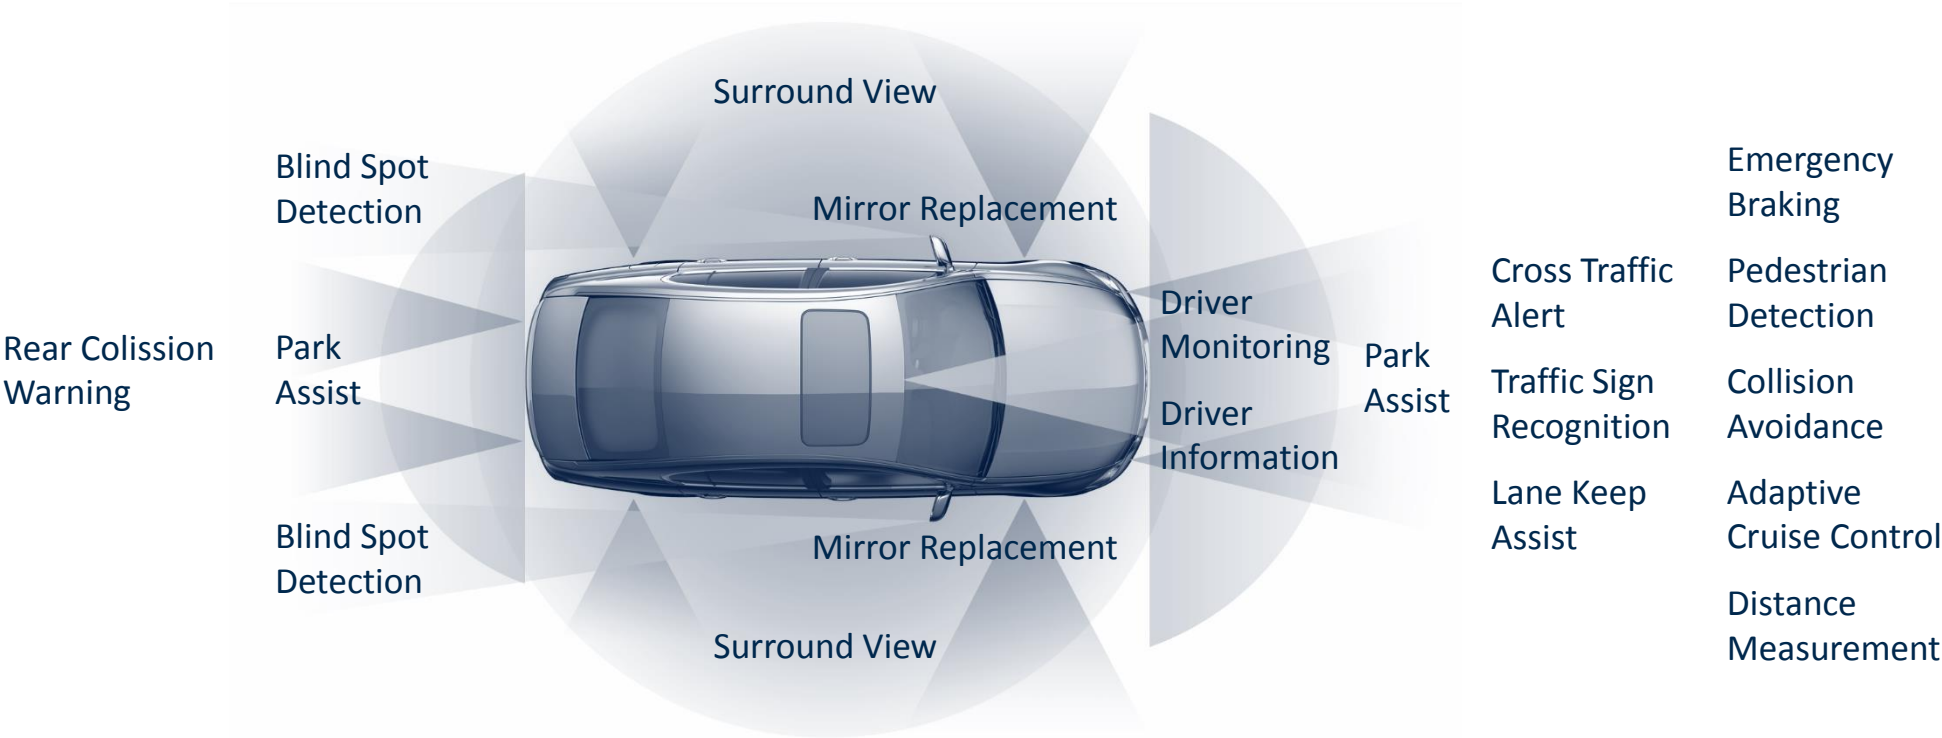 Surround View
Blind Spot
Detection
Mirror Replacement
Rear Colission
Warning
Park
Assist
Driver
Monitoring
Driver
Information
Park
Assist
Blind Spot
Detection
Mirror Replacement
Surround View
Cross Traffic
Alert
Traffic Sign
Recognition
Lane Keep
Assist
Emergency
Braking
Pedestrian
Detection
Collision
Avoidance
Adaptive
Cruise Control
Distance
Measurement